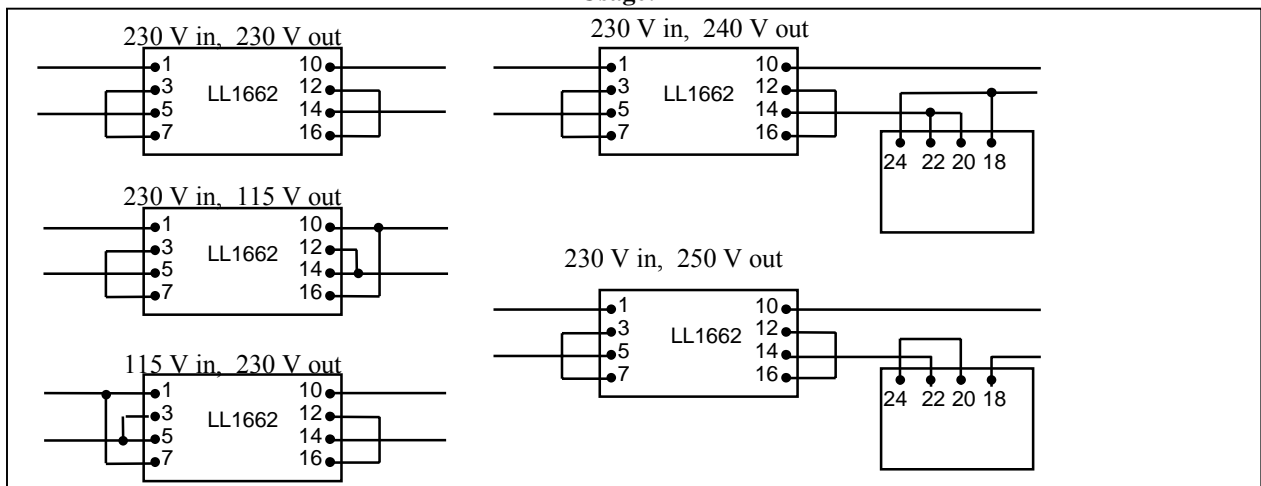 Usage:
230 V in, 230 V out
1 10
3 LL1662 12
5 14
7 16
230 V in, 115 V out
1 10
3 LL1662 12
5 14
7 16
115 V in, 230 V out
1 10
3 LL1662 12
5 14
7 16
230 V in, 240 V out
1 10
3 LL1662 12
5 14
7 16
24 22 20 18
230 V in, 250 V out
1 10
3 LL1662 12
5 14
7 16
24 22 20 18